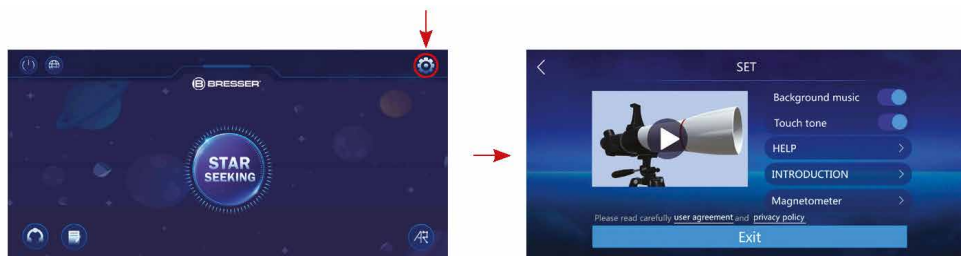 BRESSER
STAR
SEEKING
AR
SET
Background music
Touch tone
HELP
INTRODUCTION
Magnetometer
Please read carefully user agreement and privacy policy
Exit